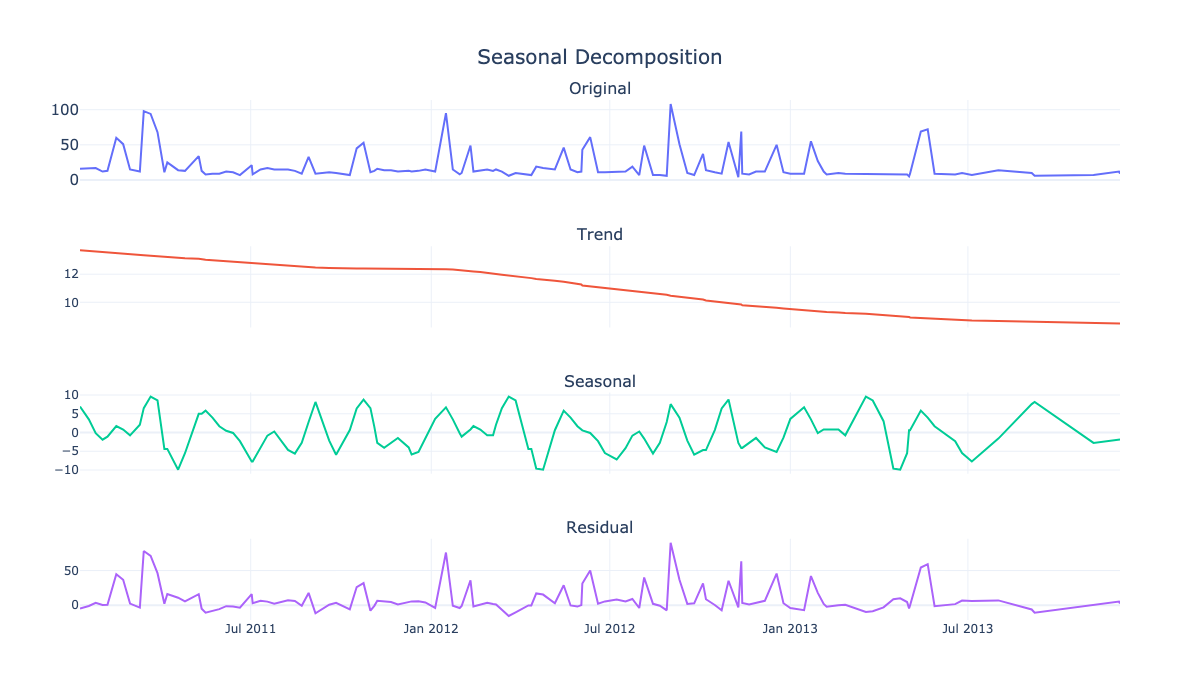 Seasonal Decomposition
Original
100
50
0
Trend
12
10
Seasonal
10
5
0
−5
−10
Residual
50
0
Jul 2011
Jan 2012
Jul 2012
Jan 2013
Jul 2013